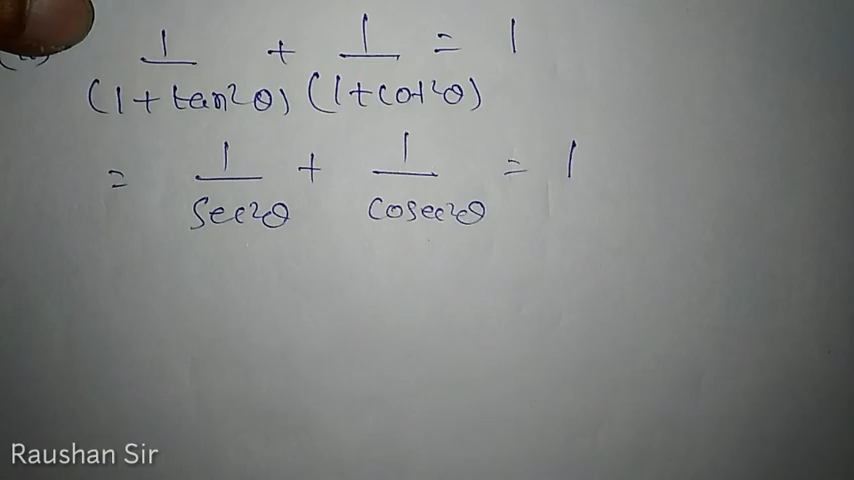 1/(1+tan²θ) + 1/(1+cot²θ) = 1
= 1/sec²θ + 1/cosec²θ = 1
Raushan Sir